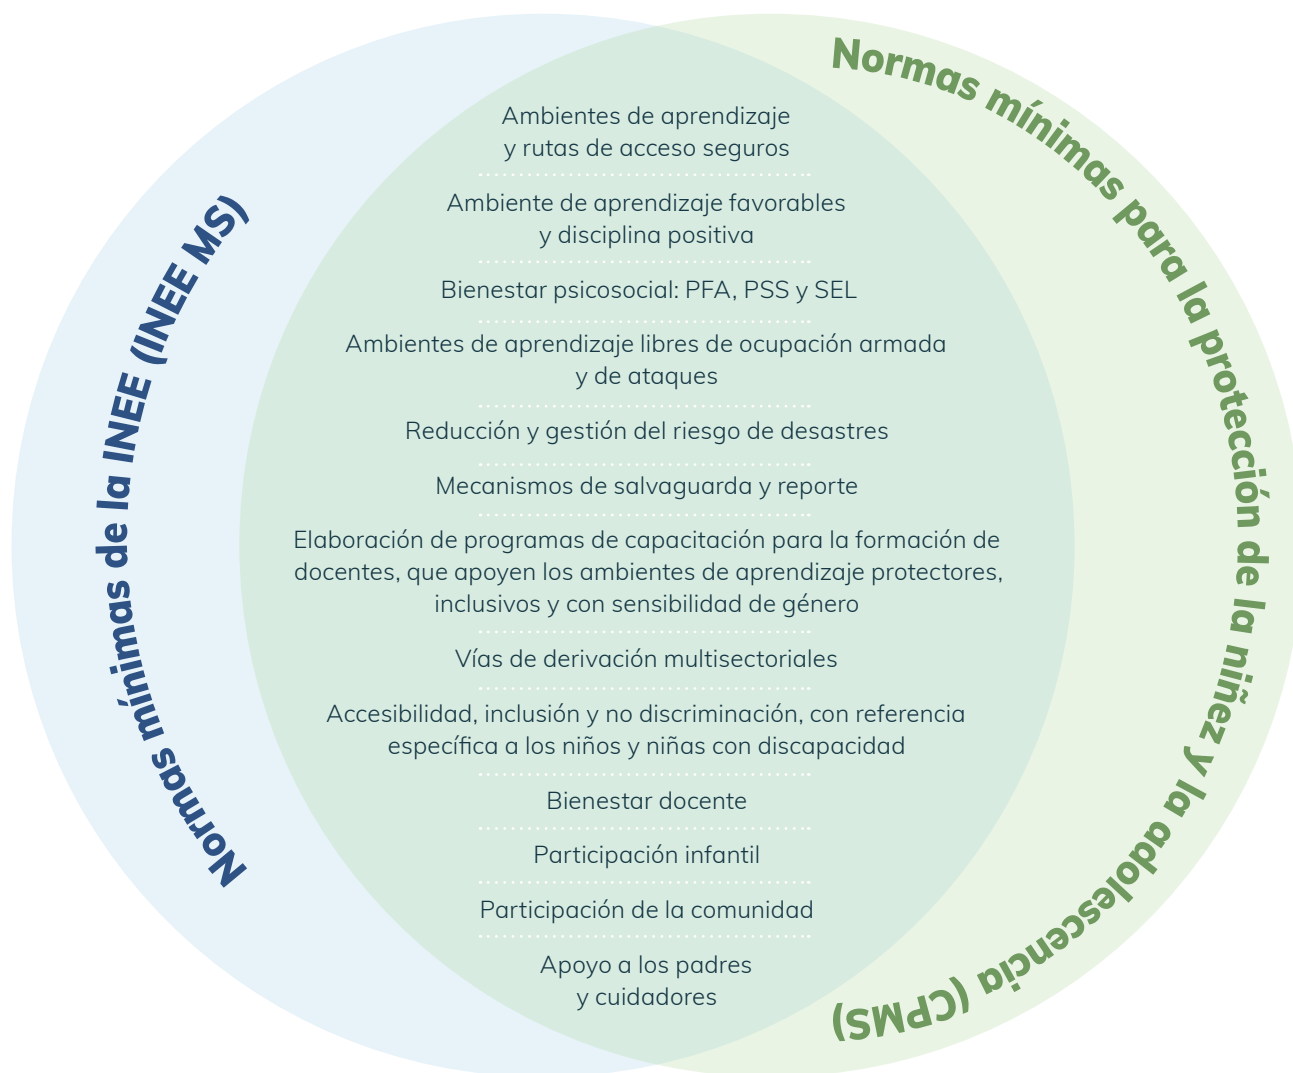 Normas mínimas de la INEE (INEE MS)
Normas mínimas para la protección de la niñez y la adolescencia (CPMS)
Ambientes de aprendizaje
y rutas de acceso seguros
Ambiente de aprendizaje favorables
y disciplina positiva
Bienestar psicosocial: PFA, PSS y SEL
Ambientes de aprendizaje libres de ocupación armada
y de ataques
Reducción y gestión del riesgo de desastres
Mecanismos de salvaguarda y reporte
Elaboración de programas de capacitación para la formación de
docentes, que apoyen los ambientes de aprendizaje protectores,
inclusivos y con sensibilidad de género
Vías de derivación multisectoriales
Accesibilidad, inclusión y no discriminación, con referencia
específica a los niños y niñas con discapacidad
Bienestar docente
Participación infantil
Participación de la comunidad
Apoyo a los padres
y cuidadores